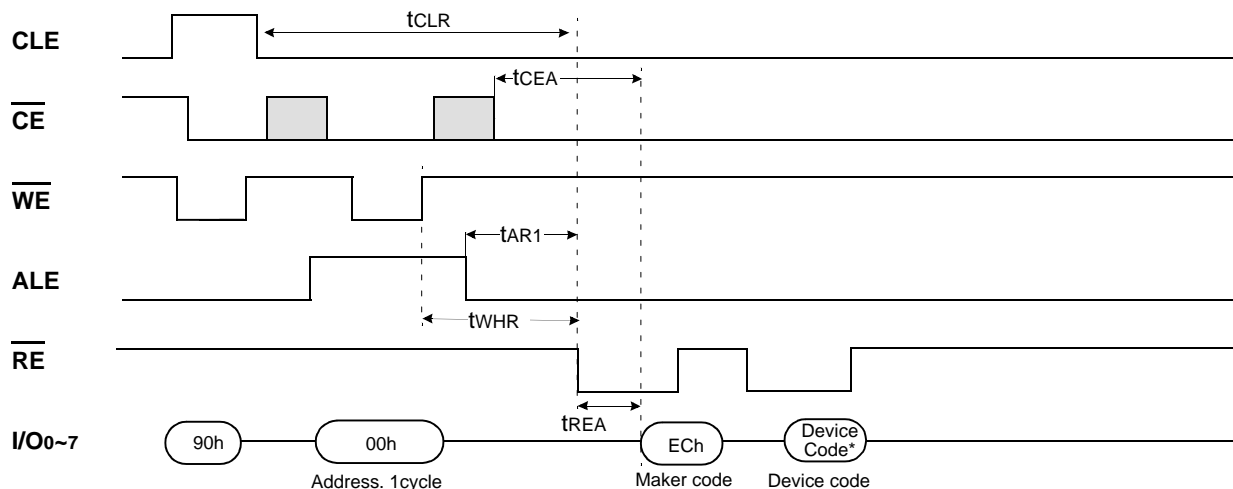 tCLR
CLE
tCEA
CE
WE
tAR1
ALE
tWHR
RE
tREA
I/O0~7
90h
00h
ECh
Device
Code*
Address. 1cycle
Maker code
Device code